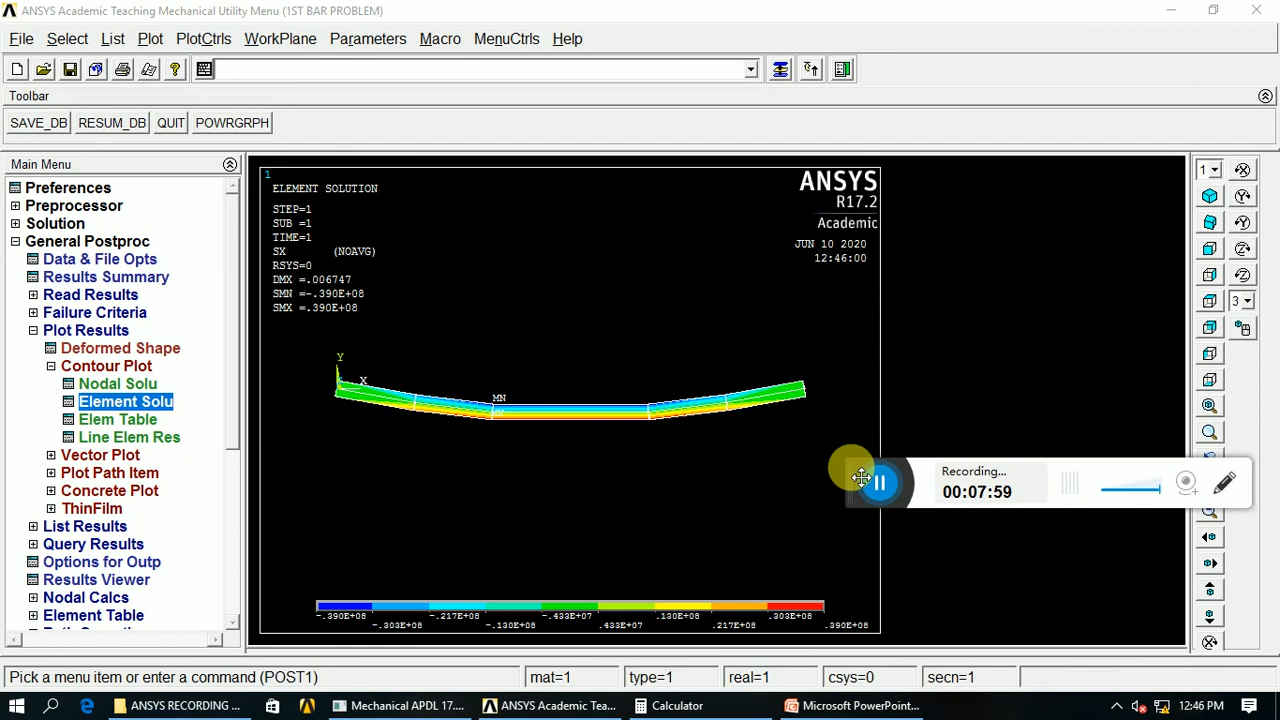 ANSYS Academic Teaching Mechanical Utility Menu (1ST BAR PROBLEM)
File Select List Plot PlotCtrls WorkPlane Parameters Macro MenuCtrls Help
Toolbar
SAVE_DB RESUM_DB QUIT POWRGRPH
Main Menu
Preferences
Preprocessor
Solution
General Postproc
Data & File Opts
Results Summary
Read Results
Failure Criteria
Plot Results
Deformed Shape
Contour Plot
Nodal Solu
Element Solu
Elem Table
Line Elem Res
Vector Plot
Plot Path Item
Concrete Plot
ThinFilm
List Results
Query Results
Options for Outp
Results Viewer
Nodal Calcs
Element Table
1
ELEMENT SOLUTION
STEP=1
SUB =1
TIME=1
SX (NOAVG)
RSYS=0
DMX =.006747
SMN =-.390E+08
SMX =.390E+08
ANSYS
R17.2
Academic
JUN 10 2020
12:46:00
Y
X
MN
-.390E+08 -.217E+08 -.433E+07 .130E+08 .303E+08
-.303E+08 -.130E+08 .433E+07 .217E+08 .390E+08
Recording...
00:07:59
1
3
Pick a menu item or enter a command (POST1) mat=1 type=1 real=1 csys=0 secn=1
ANSYS RECORDING ... Mechanical APDL 17.... ANSYS Academic Tea... Calculator Microsoft PowerPoint... 12:46 PM